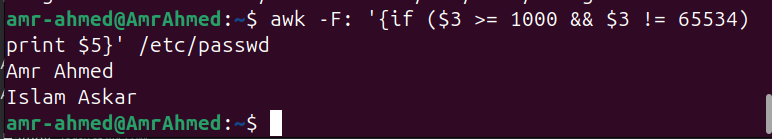 amr-ahmed@AmrAhmed:~$ awk -F: '{if ($3 >= 1000 && $3 != 65534)
print $5}' /etc/passwd
Amr Ahmed
Islam Askar
amr-ahmed@AmrAhmed:~$